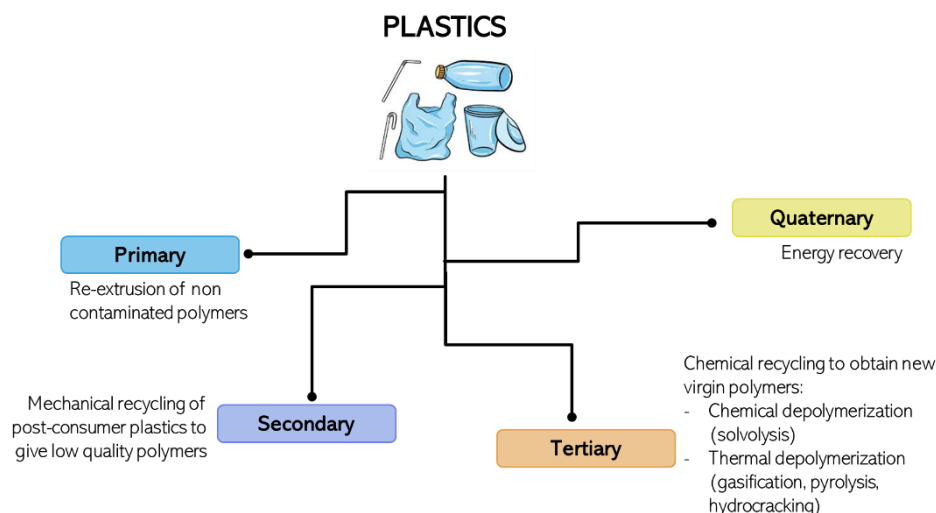 PLASTICS
Primary
Re-extrusion of non
contaminated polymers
Secondary
Mechanical recycling of
post-consumer plastics to
give low quality polymers
Tertiary
Chemical recycling to obtain new
virgin polymers:
- Chemical depolymerization
(solvolysis)
- Thermal depolymerization
(gasification, pyrolysis,
hydrocracking)
Quaternary
Energy recovery